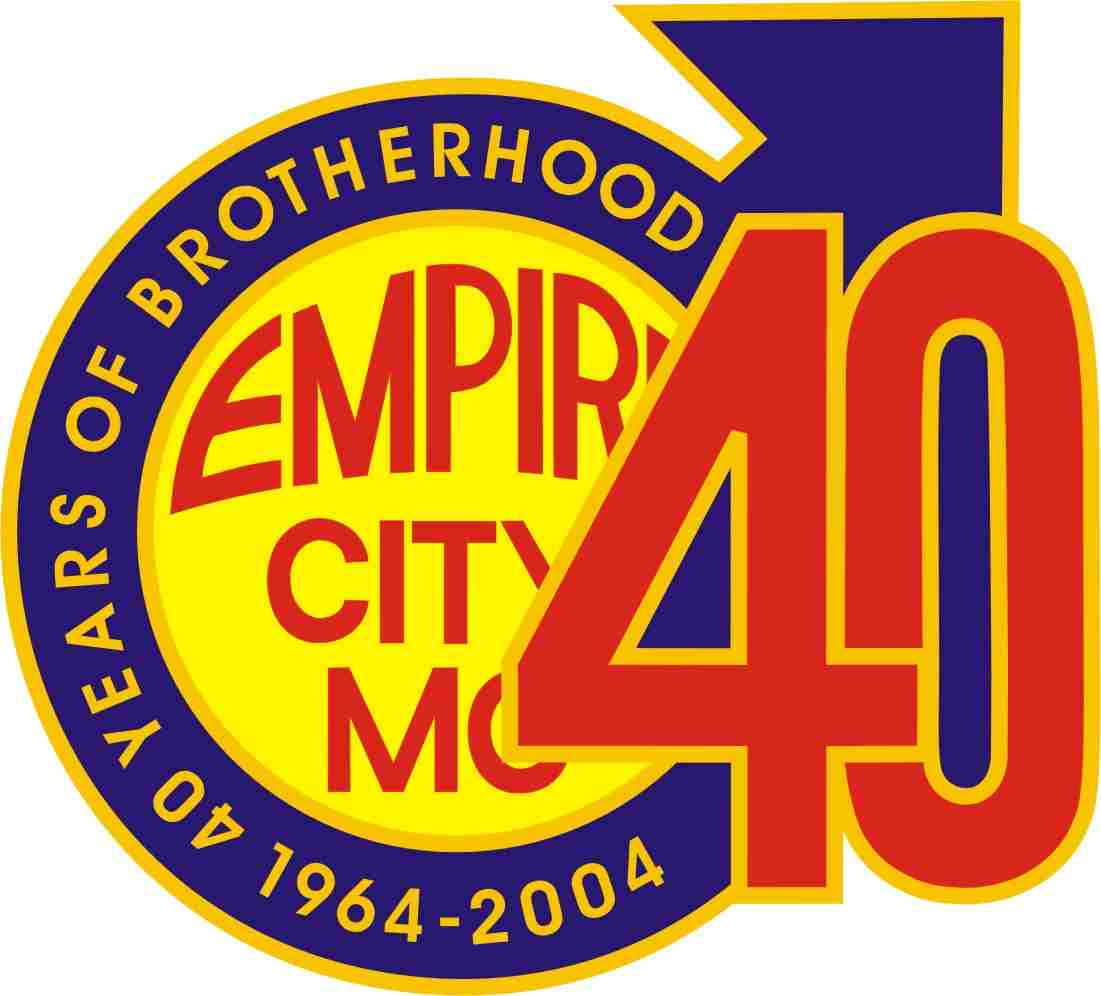 40 YEARS OF BROTHERHOOD
EMPIR
CITY
MC
40
1964-2004